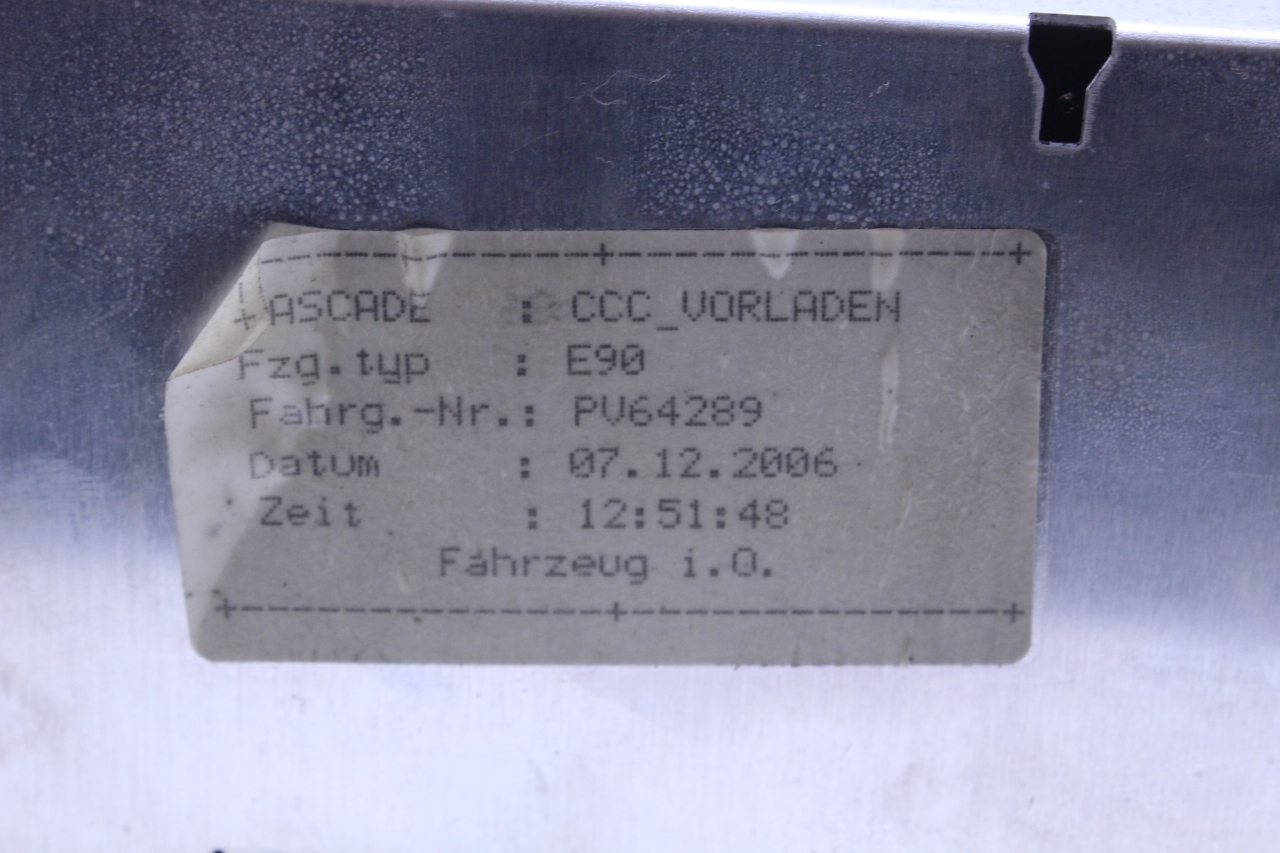 +---------------+----------------+
ASCADE : CCC_VORLADEN
Fzg.typ : E90
Fahrg.-Nr.: PV64289
Datum : 07.12.2006
Zeit : 12:51:48
Fahrzeug i.O.
+---------------+----------------+